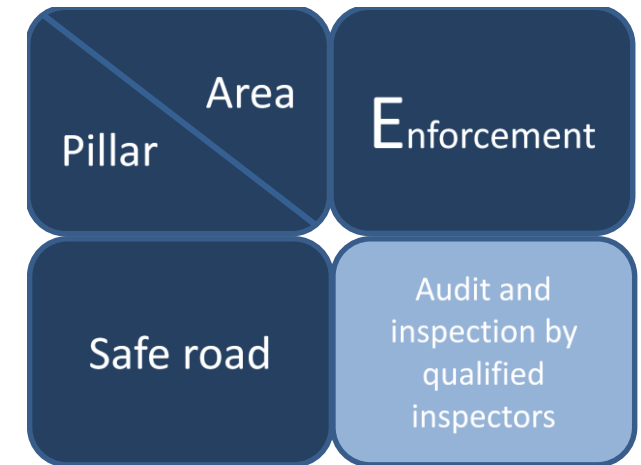 Area
Pillar
Enforcement
Safe road
Audit and
inspection by
qualified
inspectors